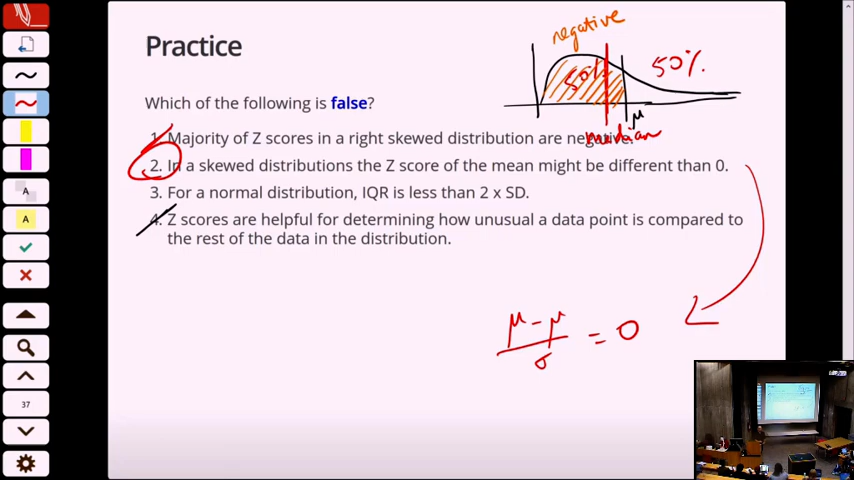 Practice
negative
50%
50%
μ
median
Which of the following is false?
1. Majority of Z scores in a right skewed distribution are negative.
2. In a skewed distributions the Z score of the mean might be different than 0.
3. For a normal distribution, IQR is less than 2 x SD.
4. Z scores are helpful for determining how unusual a data point is compared to
the rest of the data in the distribution.
μ - μ
σ
= 0
A
A
37